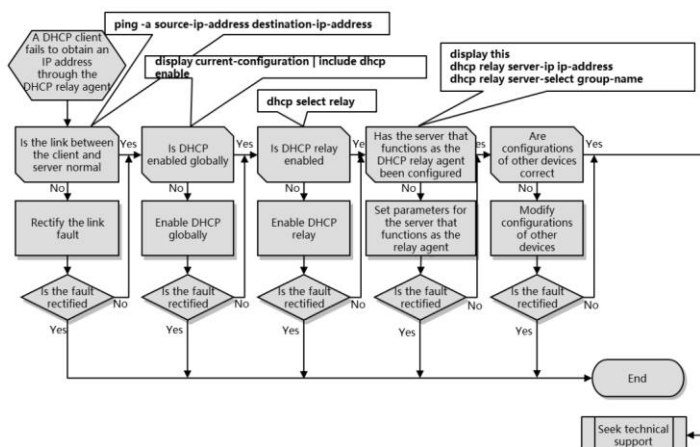 ping -a source-ip-address destination-ip-address
A DHCP client
fails to obtain an
IP address
through the
DHCP relay agent
display current-configuration | include dhcp
enable
dhcp select relay
display this
dhcp relay server-ip ip-address
dhcp relay server-select group-name
Is the link between
the client and
server normal
Yes
Is DHCP
enabled globally
Yes
Is DHCP relay
enabled
Yes
Has the server that
functions as the
DHCP relay agent
been configured
Yes
Are
configurations
of other devices
correct
Yes
No
No
No
No
No
Rectify the link
fault
Enable DHCP
globally
Enable DHCP
relay
Set parameters for
the server that
functions as the
relay agent
Modify
configurations
of other
devices
Is the fault
rectified
No
Is the fault
rectified
No
Is the fault
rectified
No
Is the fault
rectified
No
Is the fault
rectified
No
Yes
Yes
Yes
Yes
Yes
End
Seek technical
support